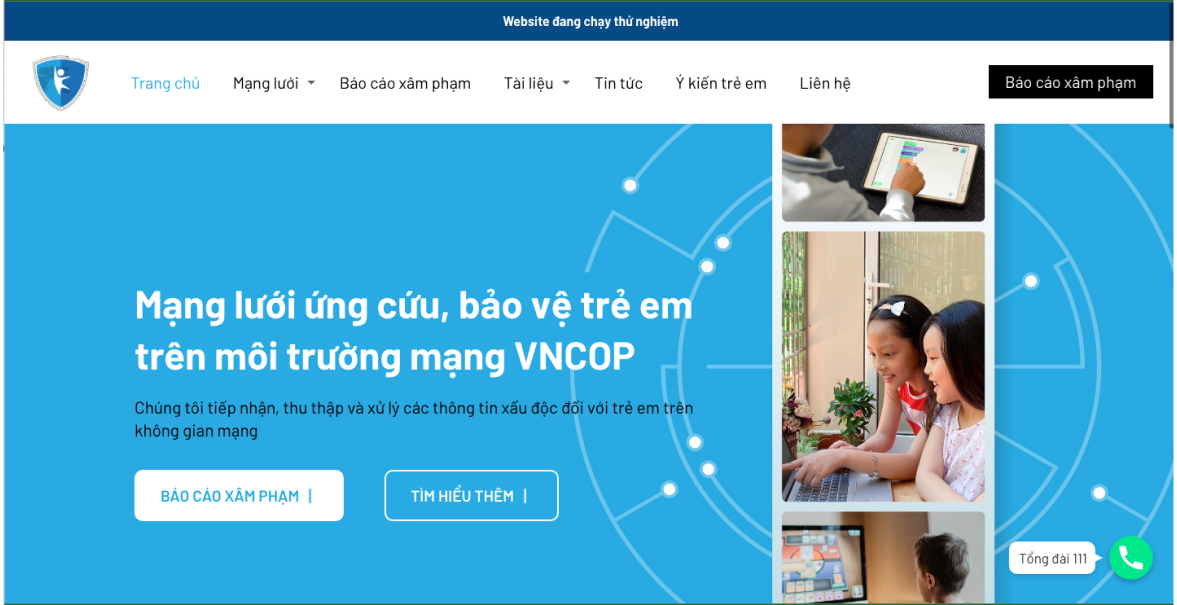 Website đang chạy thử nghiệm
Trang chủ Mạng lưới Báo cáo xâm phạm Tài liệu Tin tức Ý kiến trẻ em Liên hệ Báo cáo xâm phạm
Mạng lưới ứng cứu, bảo vệ trẻ em
trên môi trường mạng VNCOP
Chúng tôi tiếp nhận, thu thập và xử lý các thông tin xấu độc đối với trẻ em trên
không gian mạng
BÁO CÁO XÂM PHẠM |
TÌM HIỂU THÊM |
Tổng đài 111